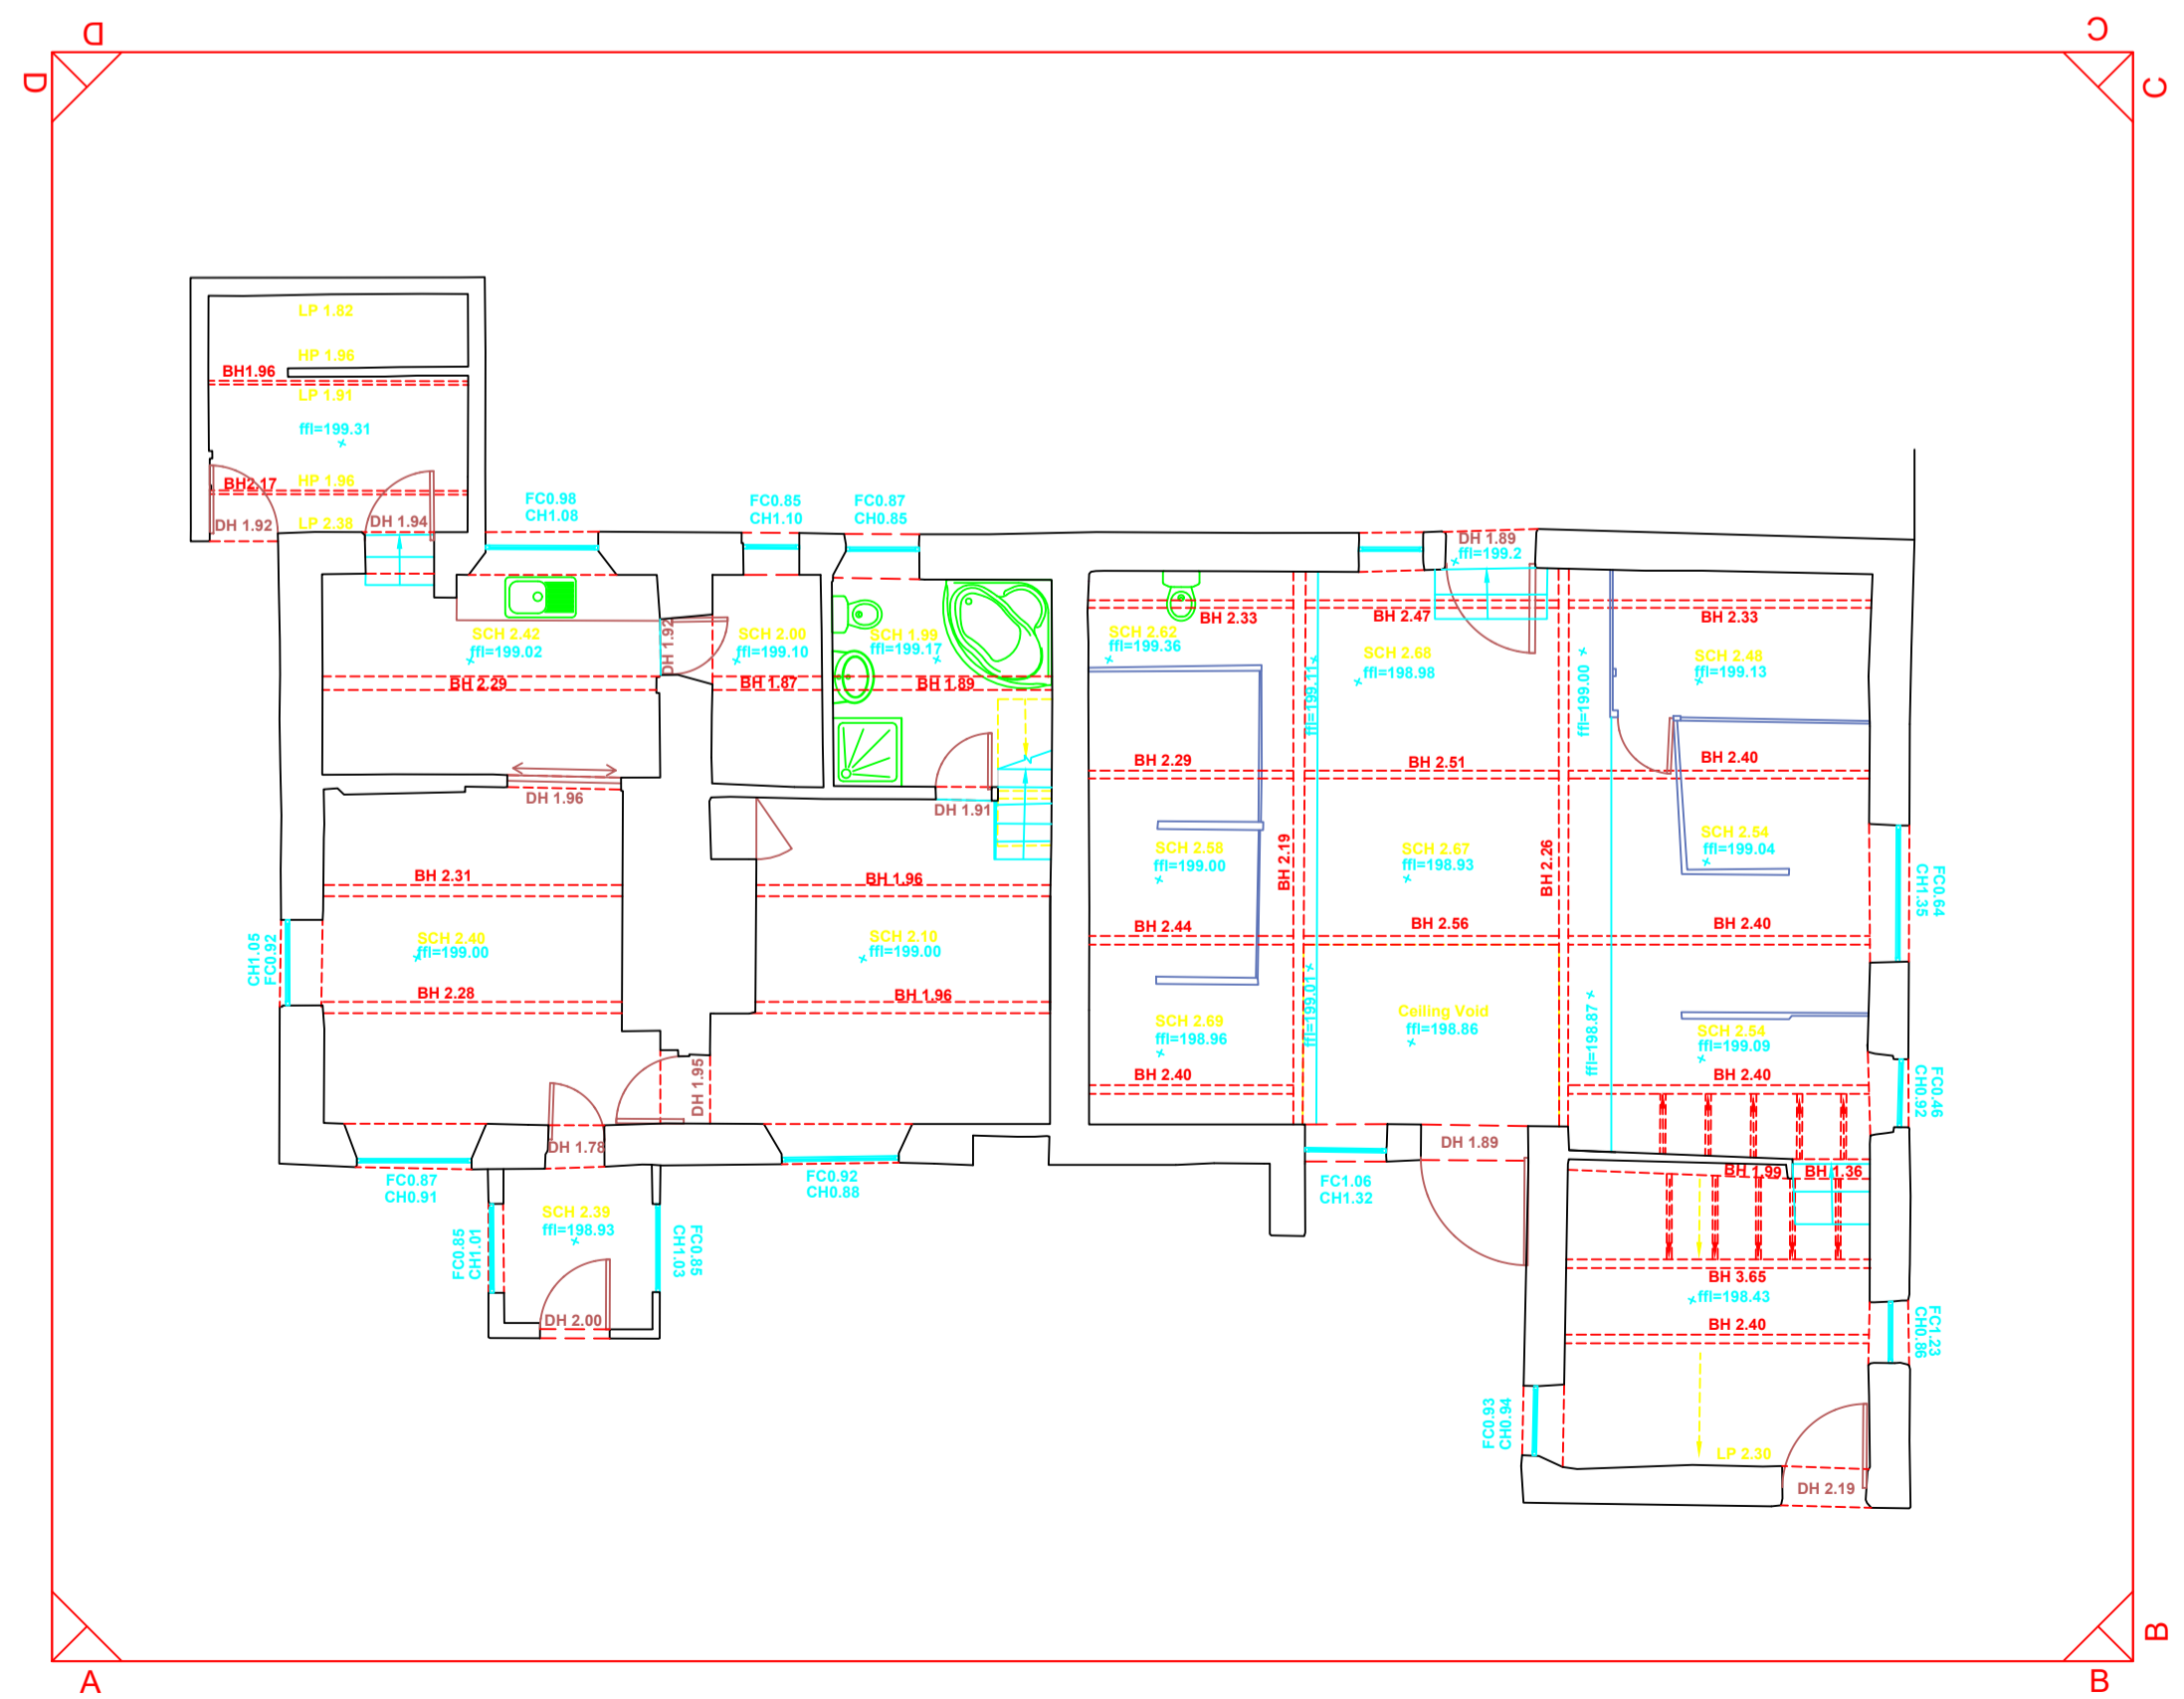 D
C
D
C
LP 1.82
HP 1.96
BH1.96
LP 1.91
ffl=199.31
HP 1.96
BH2.17
LP 2.38
DH 1.92
DH 1.94
FC0.98
CH1.08
FC0.85
CH1.10
FC0.87
CH0.85
DH 1.89
ffl=199.2
SCH 2.42
ffl=199.02
DH 1.92
SCH 2.00
ffl=199.10
SCH 1.99
ffl=199.17
BH 2.29
BH 1.87
BH 1.89
BH 2.33
BH 2.47
BH 2.33
SCH 2.62
ffl=199.36
SCH 2.68
ffl=198.98
ffl=199.11
ffl=199.00
SCH 2.48
ffl=199.13
BH 2.29
BH 2.51
BH 2.40
DH 1.96
DH 1.91
BH 2.31
BH 1.96
SCH 2.58
ffl=199.00
BH 2.19
SCH 2.67
ffl=198.93
BH 2.26
SCH 2.54
ffl=199.04
FC0.64
CH1.35
CH1.05
FC0.92
SCH 2.40
ffl=199.00
SCH 2.10
ffl=199.00
BH 2.44
BH 2.56
BH 2.40
BH 2.28
BH 1.96
ffl=199.01
Ceiling Void
ffl=198.86
ffl=198.87
SCH 2.69
ffl=198.96
SCH 2.54
ffl=199.09
BH 2.40
BH 2.40
FC0.46
CH0.92
DH 1.95
DH 1.78
DH 1.89
FC0.87
CH0.91
FC0.92
CH0.88
FC1.06
CH1.32
BH 1.99
BH 1.36
SCH 2.39
ffl=198.93
FC0.85
CH1.01
FC0.85
CH1.03
BH 3.65
ffl=198.43
BH 2.40
FC1.23
CH0.86
DH 2.00
FC0.93
CH0.94
LP 2.30
DH 2.19
B
A
B